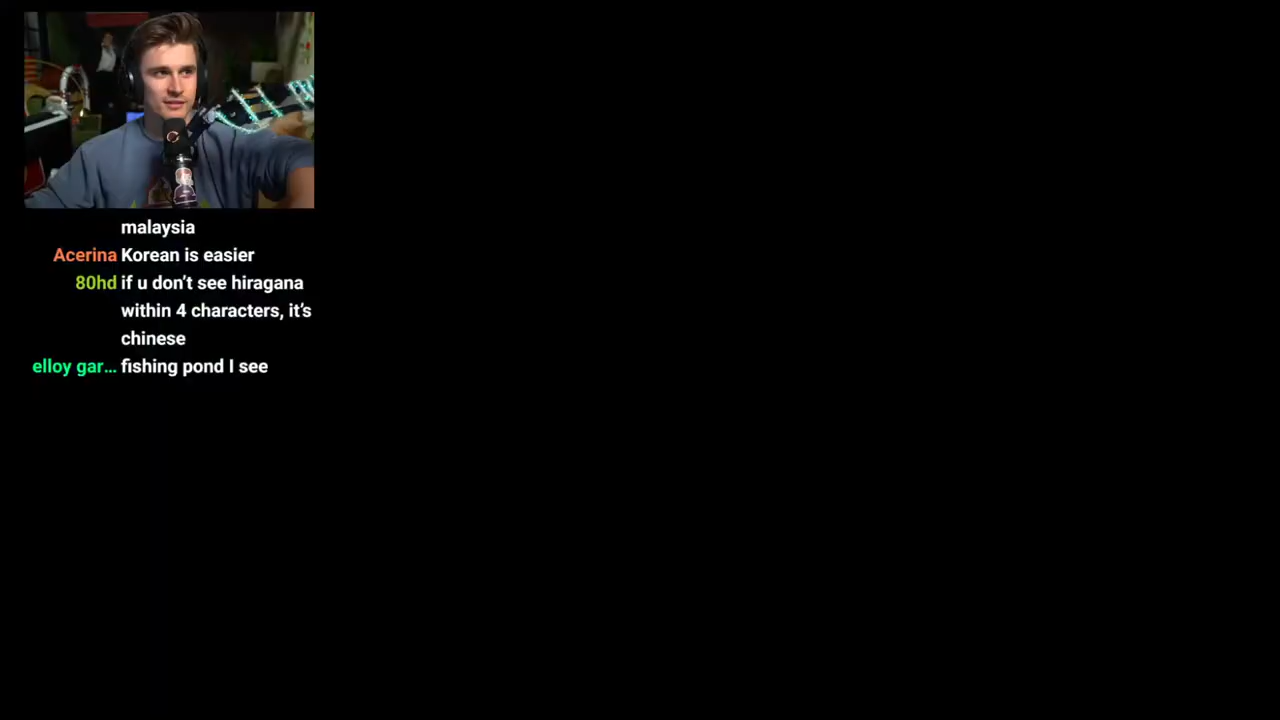 malaysia
Acerina Korean is easier
80hd if u don’t see hiragana
within 4 characters, it’s
chinese
elloy gar... fishing pond I see